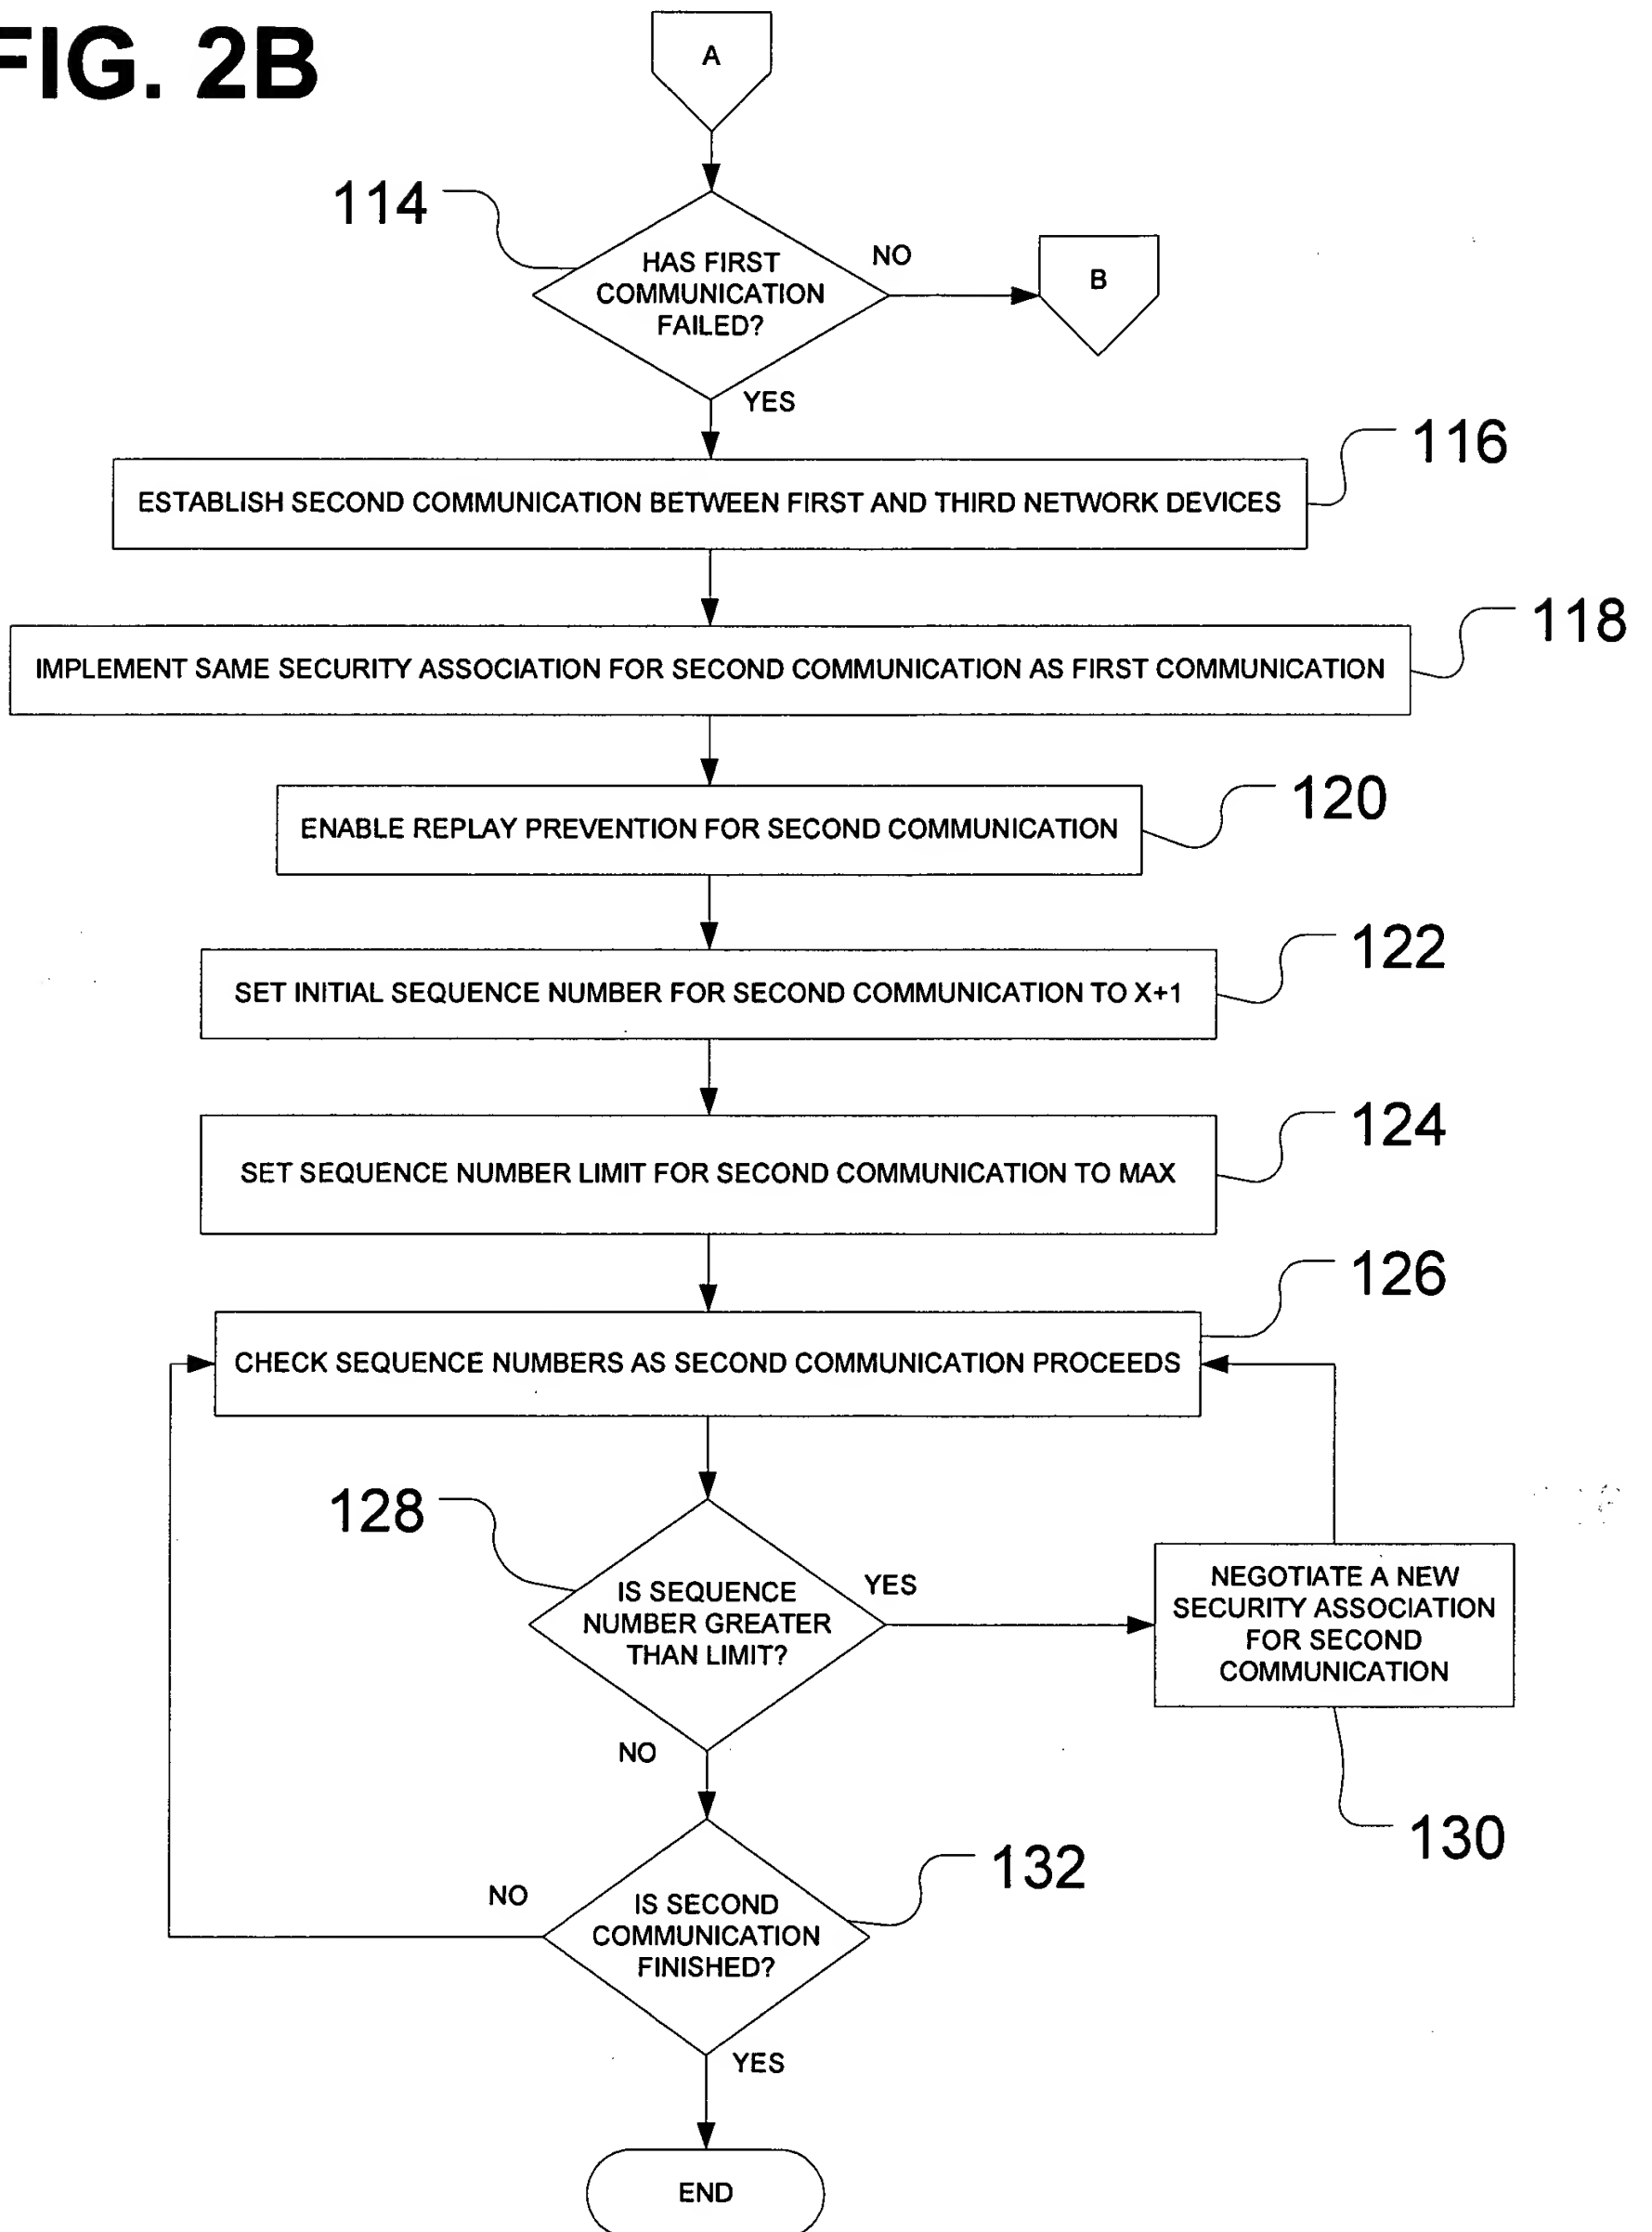 FIG. 2B
A
114
HAS FIRST
COMMUNICATION
FAILED?
NO
B
YES
116
ESTABLISH SECOND COMMUNICATION BETWEEN FIRST AND THIRD NETWORK DEVICES
118
IMPLEMENT SAME SECURITY ASSOCIATION FOR SECOND COMMUNICATION AS FIRST COMMUNICATION
120
ENABLE REPLAY PREVENTION FOR SECOND COMMUNICATION
122
SET INITIAL SEQUENCE NUMBER FOR SECOND COMMUNICATION TO X+1
124
SET SEQUENCE NUMBER LIMIT FOR SECOND COMMUNICATION TO MAX
126
CHECK SEQUENCE NUMBERS AS SECOND COMMUNICATION PROCEEDS
128
IS SEQUENCE
NUMBER GREATER
THAN LIMIT?
YES
NEGOTIATE A NEW
SECURITY ASSOCIATION
FOR SECOND
COMMUNICATION
130
NO
132
IS SECOND
COMMUNICATION
FINISHED?
NO
YES
END